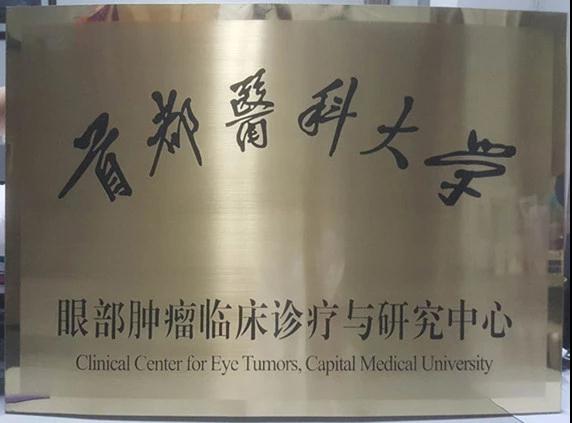 首都醫科大学
眼部肿瘤临床诊疗与研究中心
Clinical Center for Eye Tumors, Capital Medical University